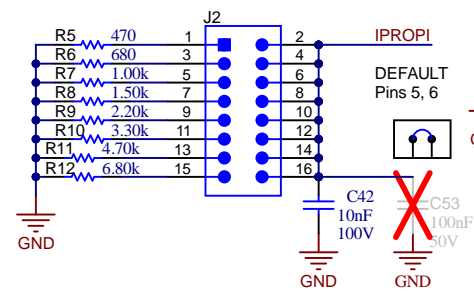 J2
R5 470 1 2 IPROPI
R6 680 3 4
R7 1.00k 5 6
R8 1.50k 7 8
R9 2.20k 9 10
R10 3.30k 11 12
R11 4.70k 13 14
R12 6.80k 15 16
DEFAULT
Pins 5, 6
C42
10nF
100V
C53
100nF
50V
GND
GND
GND